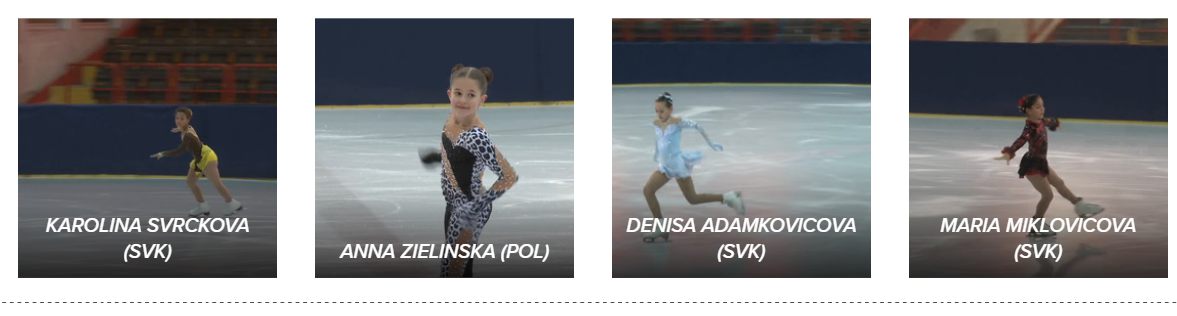 KAROLINA SVRCKOVA
(SVK)
ANNA ZIELINSKA (POL)
DENISA ADAMKOVICOVA
(SVK)
MARIA MIKLOVICOVA
(SVK)